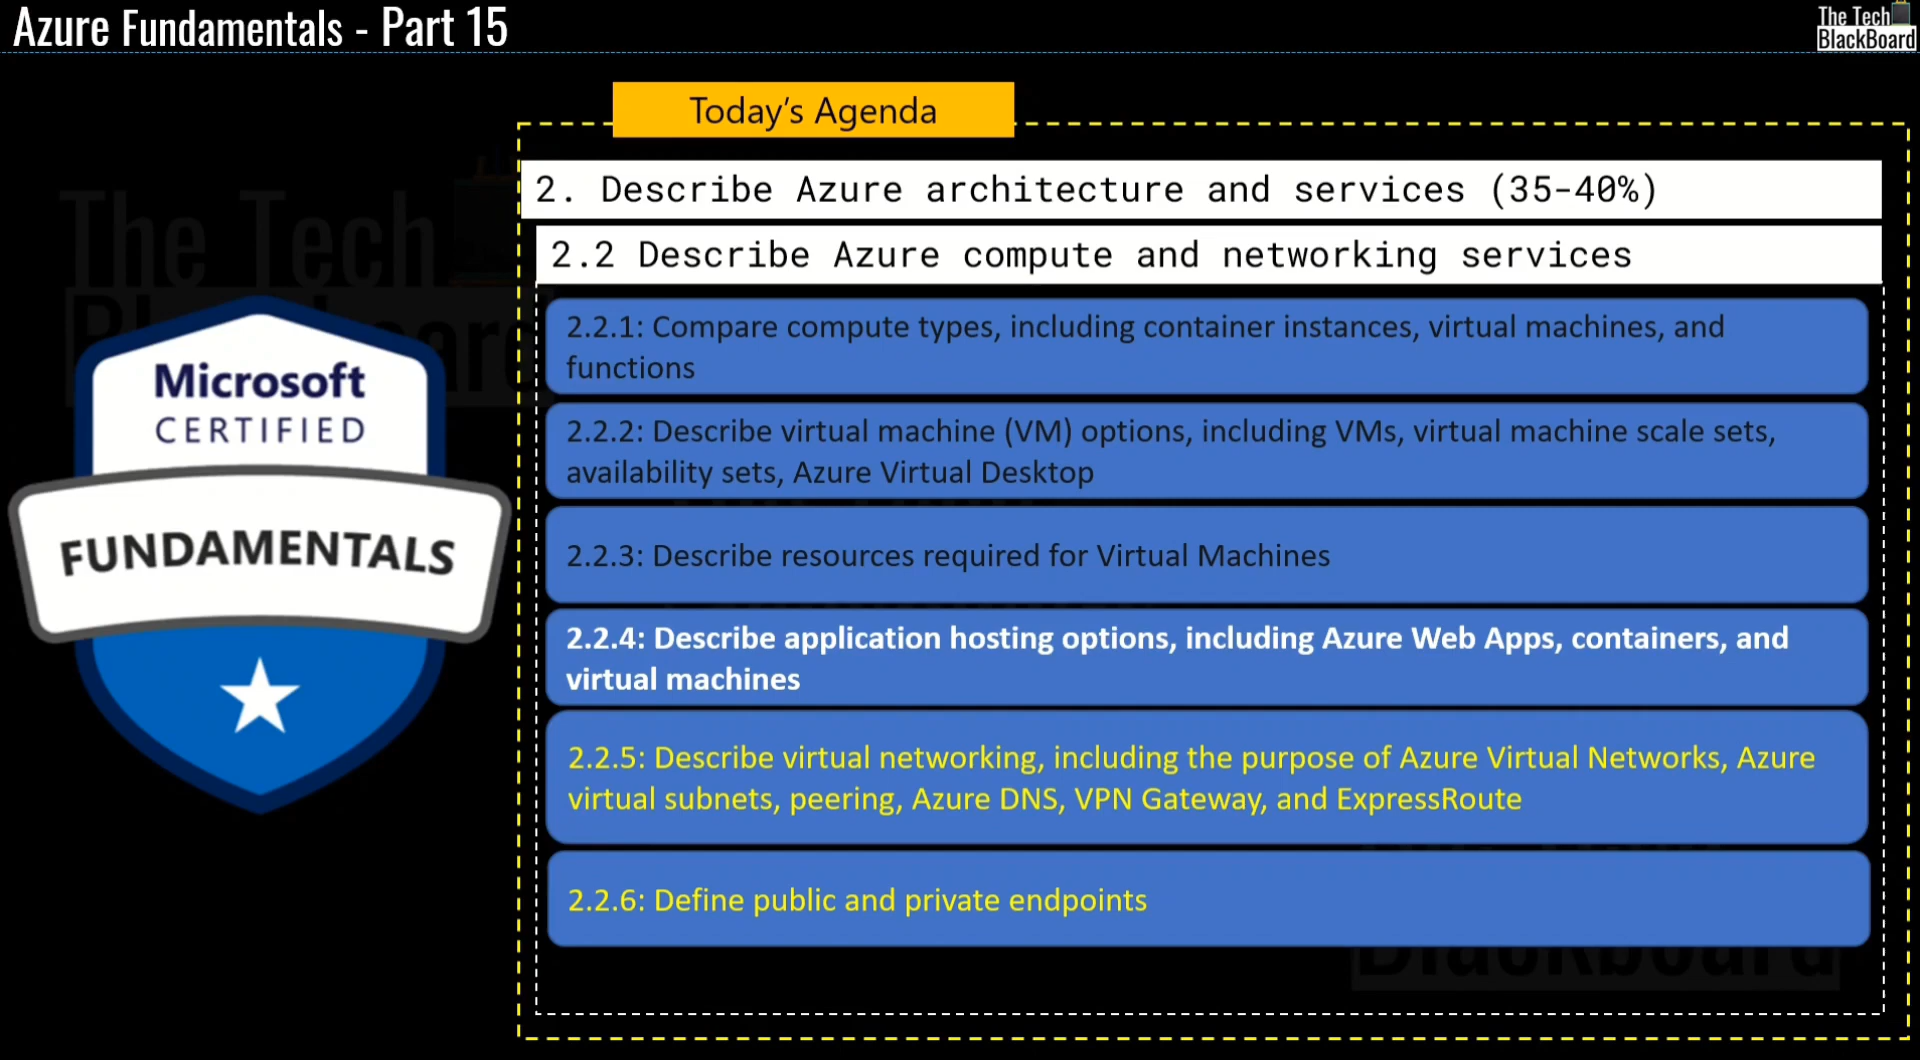 Azure Fundamentals - Part 15
The Tech
BlackBoard
Today's Agenda
2. Describe Azure architecture and services (35-40%)
2.2 Describe Azure compute and networking services
2.2.1: Compare compute types, including container instances, virtual machines, and
functions
2.2.2: Describe virtual machine (VM) options, including VMs, virtual machine scale sets,
availability sets, Azure Virtual Desktop
2.2.3: Describe resources required for Virtual Machines
2.2.4: Describe application hosting options, including Azure Web Apps, containers, and
virtual machines
2.2.5: Describe virtual networking, including the purpose of Azure Virtual Networks, Azure
virtual subnets, peering, Azure DNS, VPN Gateway, and ExpressRoute
2.2.6: Define public and private endpoints
The Tech
Microsoft
CERTIFIED
FUNDAMENTALS